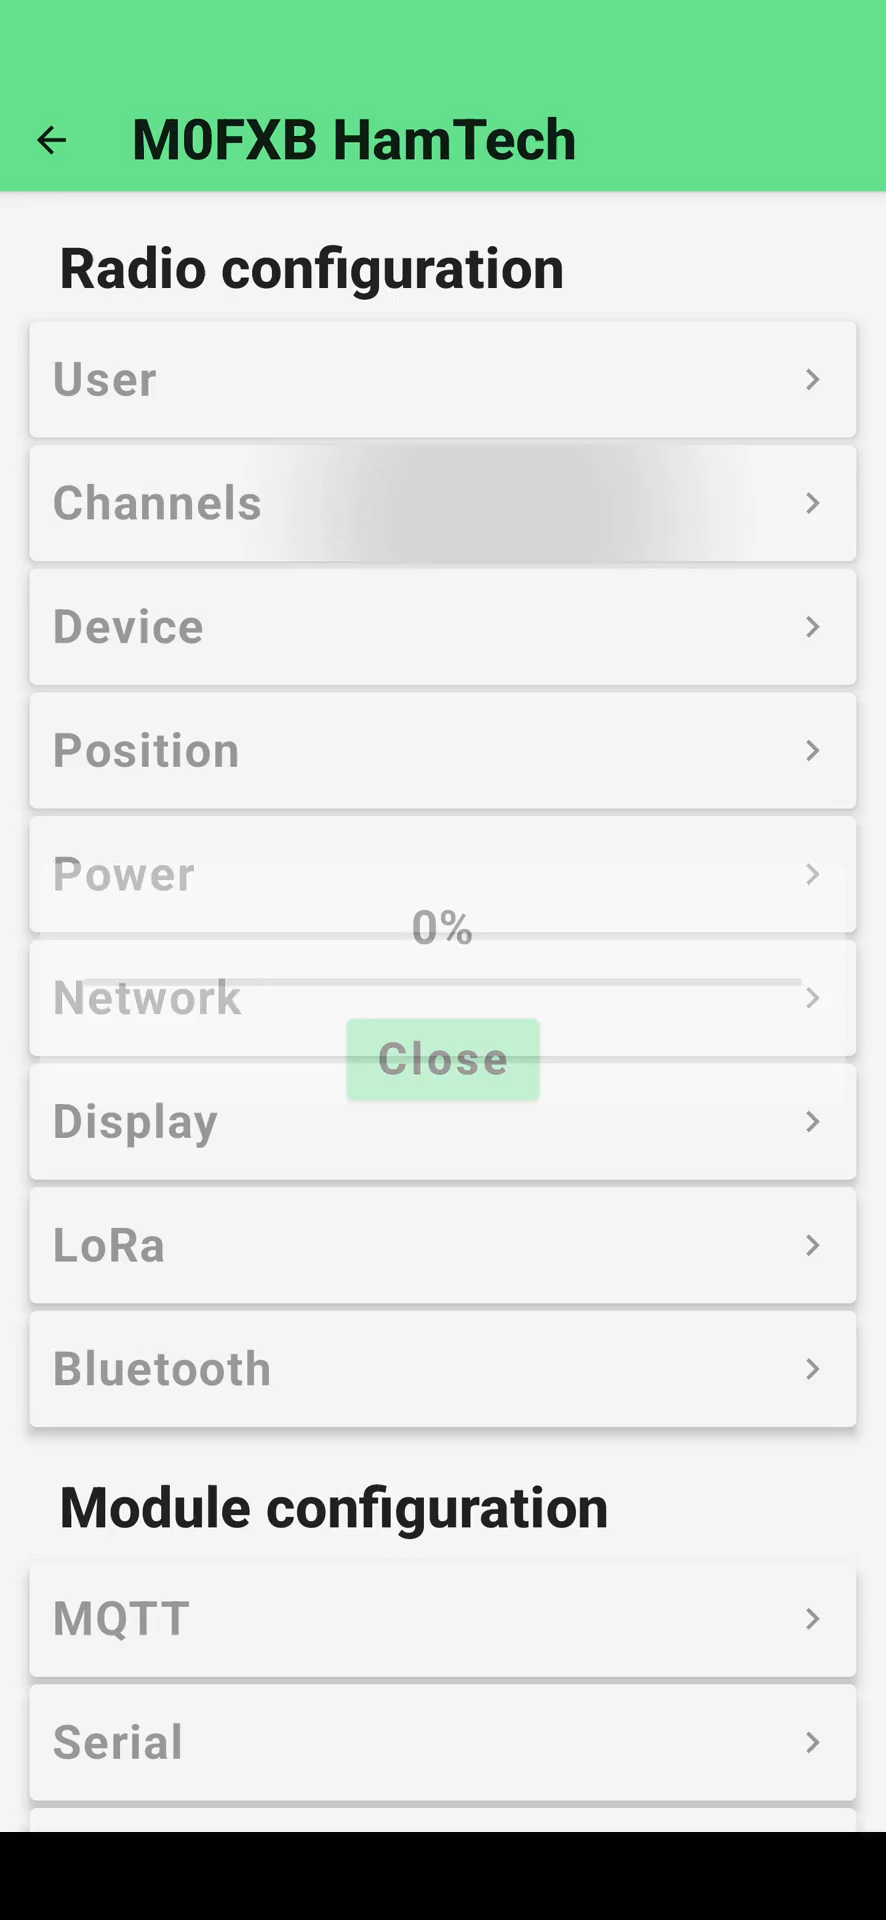 M0FXB HamTech
Radio configuration
User
Channels
Device
Position
Power
0%
Network
Close
Display
LoRa
Bluetooth
Module configuration
MQTT
Serial